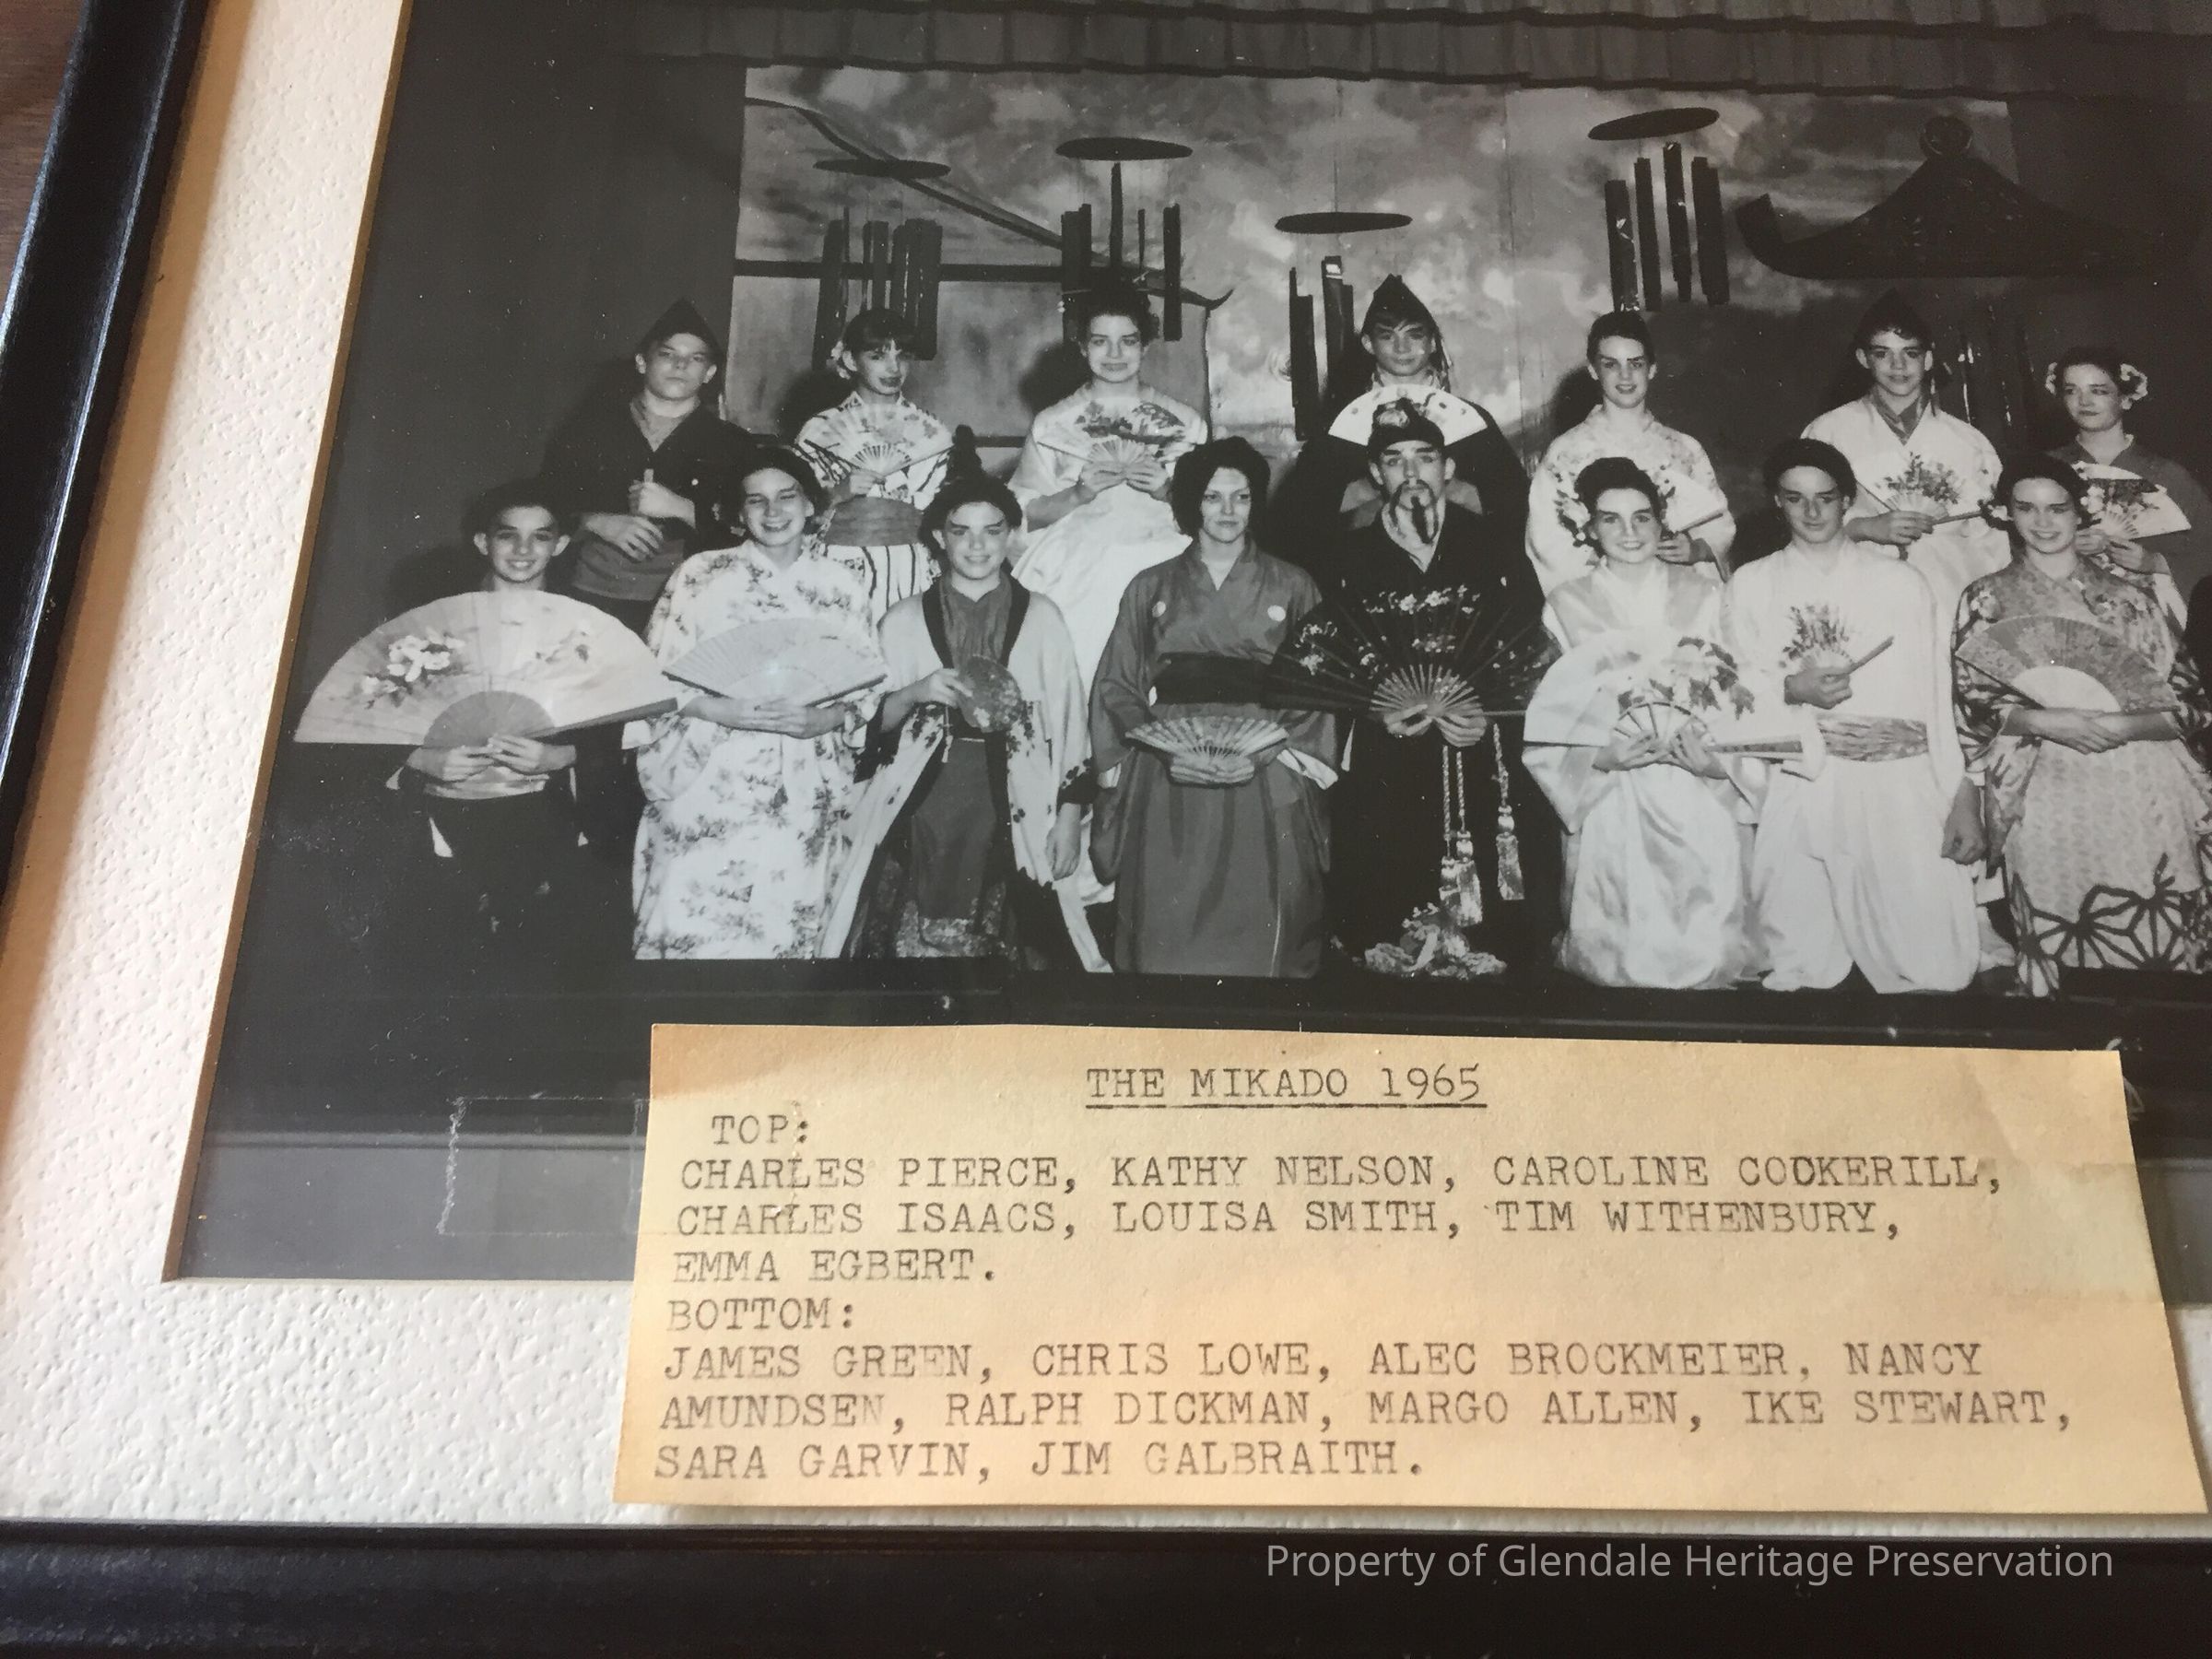 THE MIKADO 1965
TOP:
CHARLES PIERCE, KATHY NELSON, CAROLINE COCKERILL,
CHARLES ISAACS, LOUISA SMITH, TIM WITHENBURY,
EMMA EGBERT.
BOTTOM:
JAMES GREEN, CHRIS LOWE, ALEC BROCKMEIER, NANCY
AMUNDSEN, RALPH DICKMAN, MARGO ALLEN, IKE STEWART,
SARA GARVIN, JIM GALBRAITH.
Property of Glendale Heritage Preservation